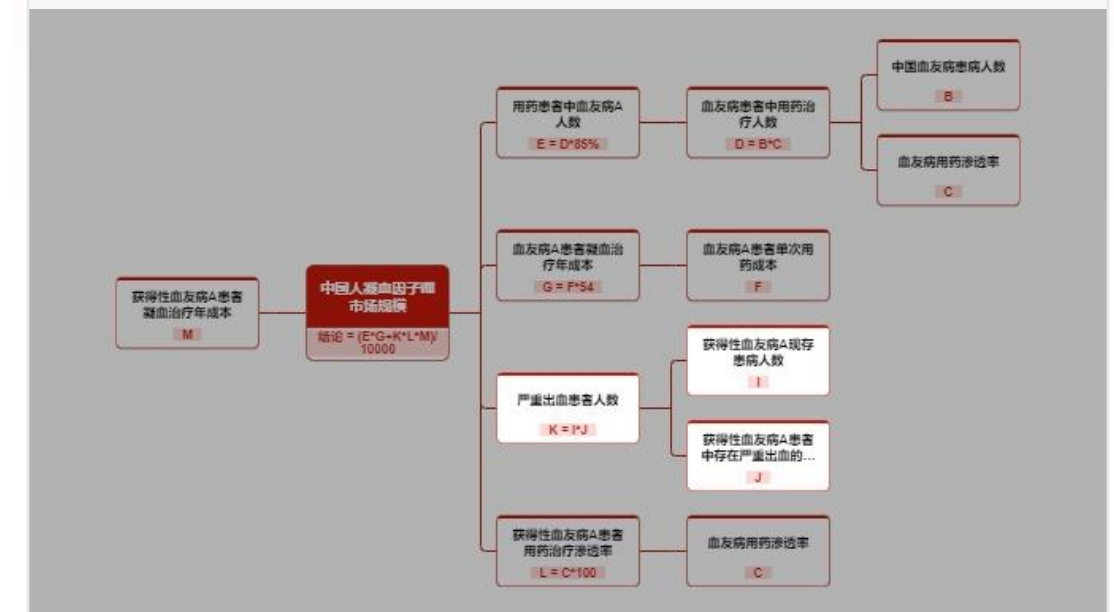 中国血友病患病人数
B
用药患者中血友病A
人数
E = D*85%
血友病患者中用药治
疗人数
D = B*C
血友病用药渗透率
C
血友病A患者凝血治
疗年成本
G = F*54
血友病A患者单次用
药成本
F
获得性血友病A患者
凝血治疗年成本
M
中国人凝血因子Ⅷ
市场规模
结论 = (E*G+K*L*M)/
10000
获得性血友病A现存
患病人数
I
严重出血患者人数
K = I*J
获得性血友病A患者
中存在严重出血的...
J
获得性血友病A患者
用药治疗渗透率
L = C*100
血友病用药渗透率
C